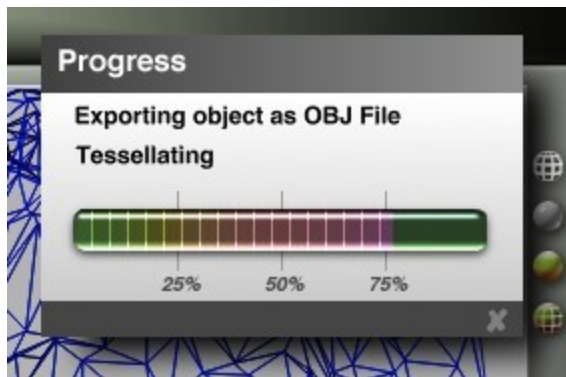 Progress
Exporting object as OBJ File
Tessellating
25% 50% 75%